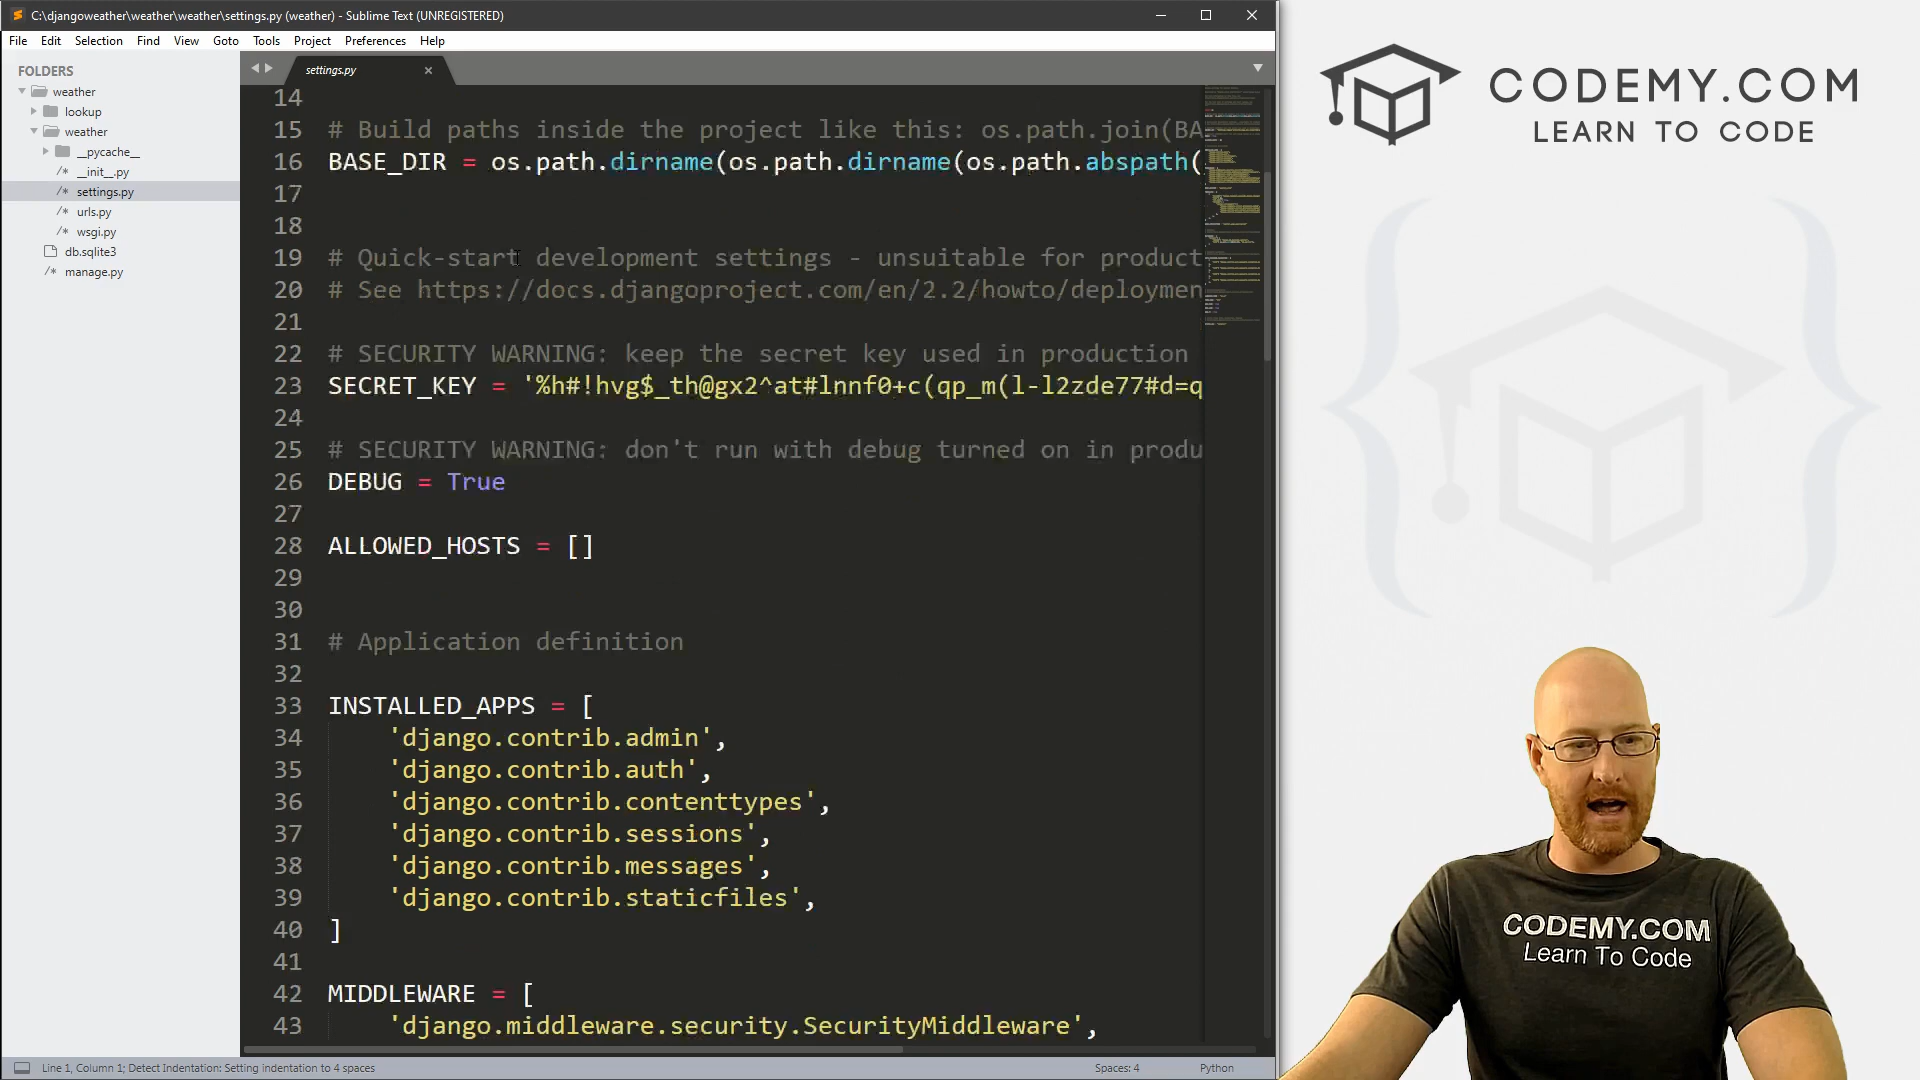 C:\djangoweather\weather\weather\settings.py (weather) - Sublime Text (UNREGISTERED)
File Edit Selection Find View Goto Tools Project Preferences Help
FOLDERS
weather
lookup
weather
__pycache__
/* __init__.py
/* settings.py
/* urls.py
/* wsgi.py
db.sqlite3
/* manage.py
settings.py
14
15 # Build paths inside the project like this: os.path.join(BA
16 BASE_DIR = os.path.dirname(os.path.dirname(os.path.abspath(
17
18
19 # Quick-start development settings - unsuitable for product
20 # See https://docs.djangoproject.com/en/2.2/howto/deploymen
21
22 # SECURITY WARNING: keep the secret key used in production
23 SECRET_KEY = '%h#!hvg$_th@gx2^at#lnnf0+c(qp_m(l-l2zde77#d=q
24
25 # SECURITY WARNING: don't run with debug turned on in produ
26 DEBUG = True
27
28 ALLOWED_HOSTS = []
29
30
31 # Application definition
32
33 INSTALLED_APPS = [
34 'django.contrib.admin',
35 'django.contrib.auth',
36 'django.contrib.contenttypes',
37 'django.contrib.sessions',
38 'django.contrib.messages',
39 'django.contrib.staticfiles',
40 ]
41
42 MIDDLEWARE = [
43 'django.middleware.security.SecurityMiddleware',
Line 1, Column 1; Detect Indentation: Setting indentation to 4 spaces
Spaces: 4
Python
CODEMY.COM
LEARN TO CODE
CODEMY.COM
Learn To Code